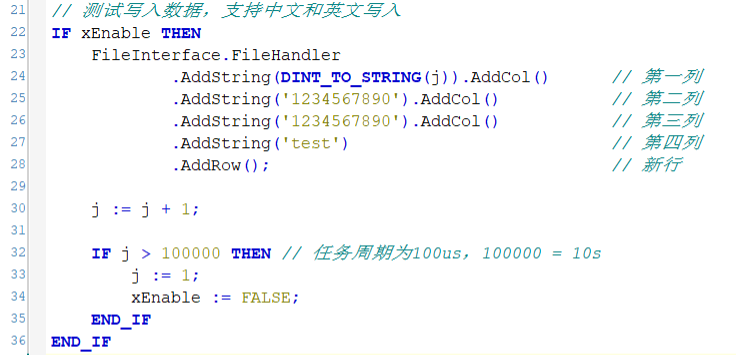 21 // 测试写入数据，支持中文和英文写入
22 IF xEnable THEN
23 FileInterface.FileHandler
24 .AddString(DINT_TO_STRING(j)).AddCol() // 第一列
25 .AddString('1234567890').AddCol() // 第二列
26 .AddString('1234567890').AddCol() // 第三列
27 .AddString('test') // 第四列
28 .AddRow(); // 新行
29
30 j := j + 1;
31
32 IF j > 100000 THEN // 任务周期为100us，100000 = 10s
33 j := 1;
34 xEnable := FALSE;
35 END_IF
36 END_IF